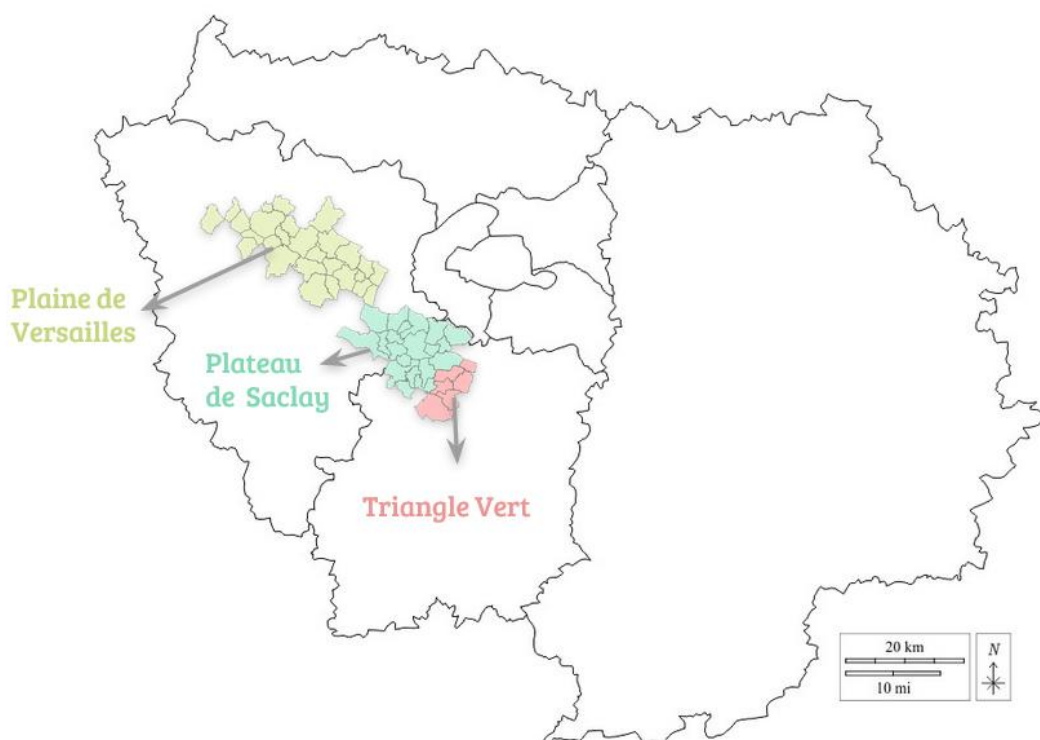 Plaine de
Versailles
Plateau
de Saclay
Triangle Vert
20 km
10 mi
N